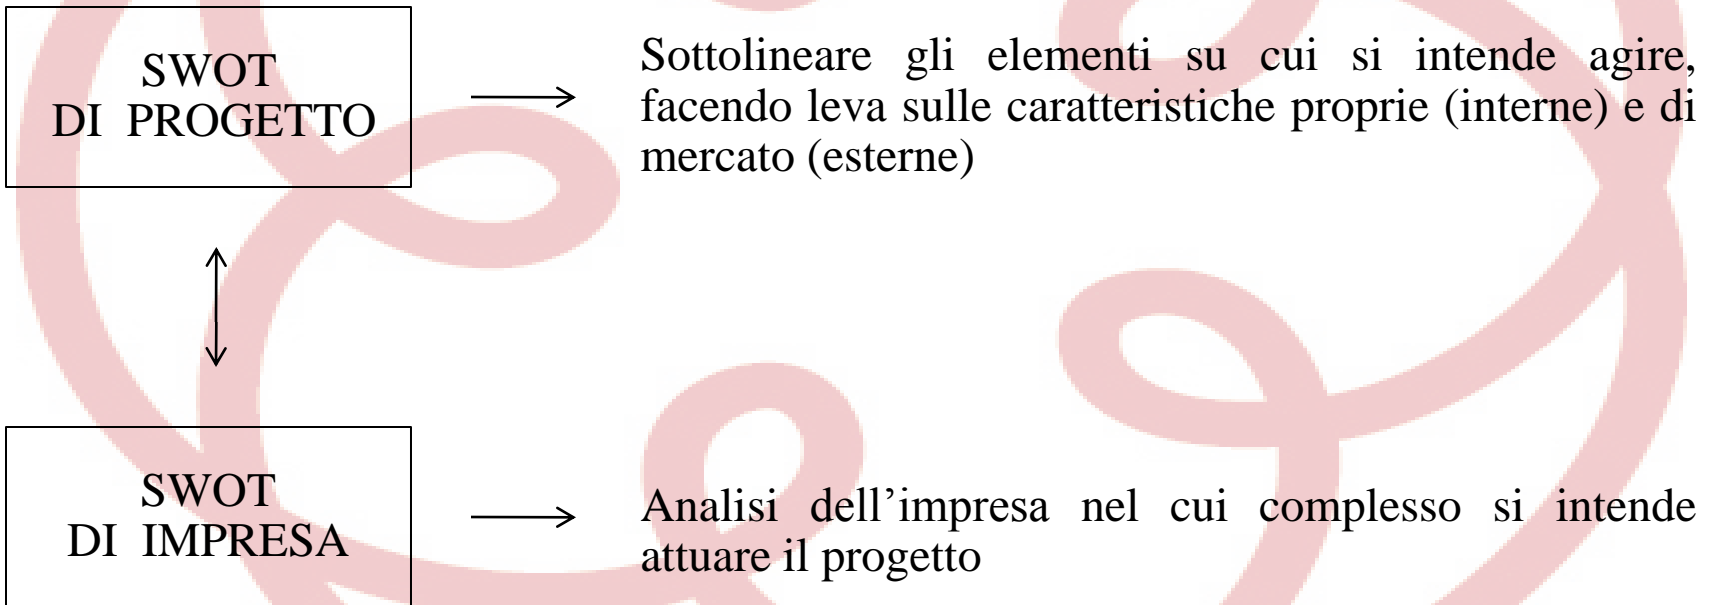 SWOT
DI PROGETTO
Sottolineare gli elementi su cui si intende agire,
facendo leva sulle caratteristiche proprie (interne) e di
mercato (esterne)
SWOT
DI IMPRESA
Analisi dell’impresa nel cui complesso si intende
attuare il progetto